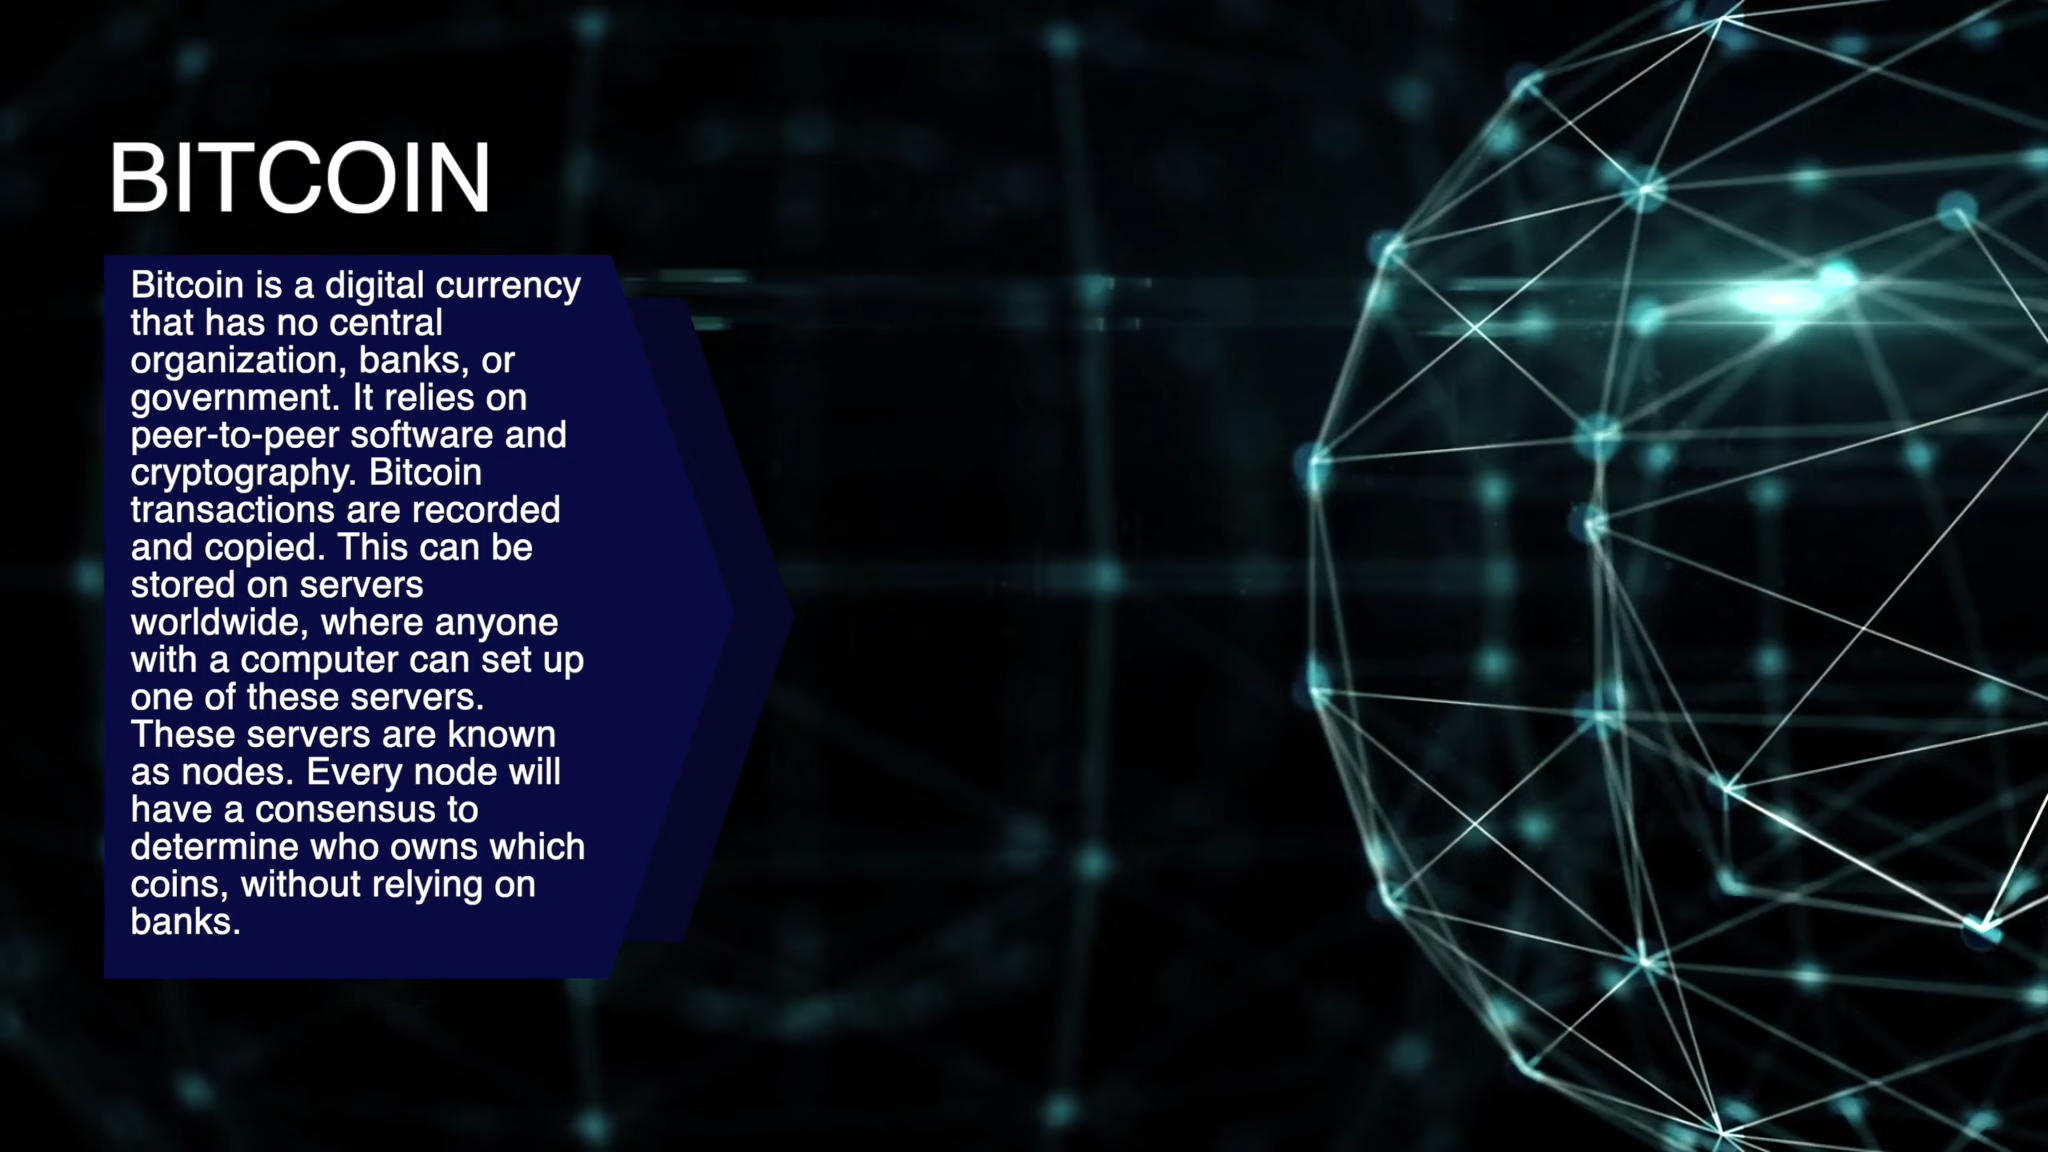 BITCOIN
Bitcoin is a digital currency
that has no central
organization, banks, or
government. It relies on
peer-to-peer software and
cryptography. Bitcoin
transactions are recorded
and copied. This can be
stored on servers
worldwide, where anyone
with a computer can set up
one of these servers.
These servers are known
as nodes. Every node will
have a consensus to
determine who owns which
coins, without relying on
banks.